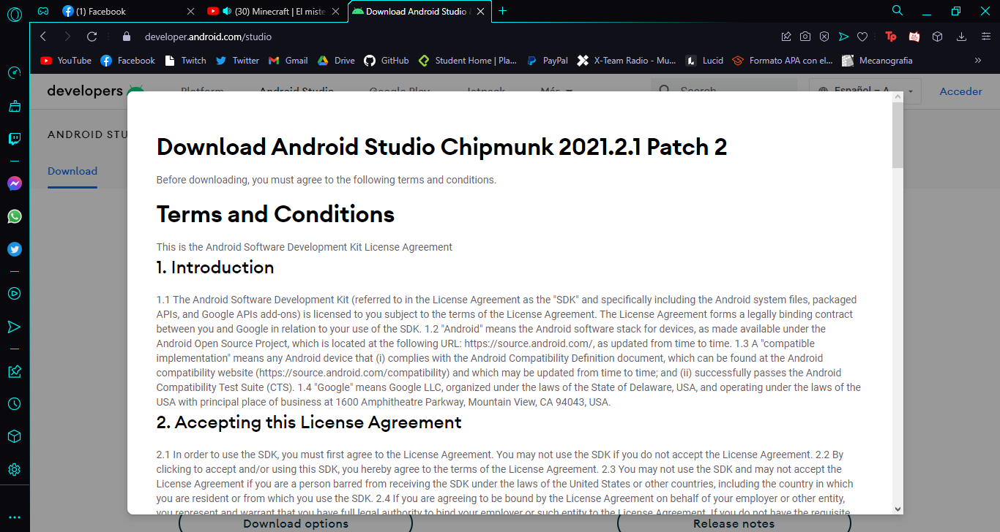 (1) Facebook
(30) Minecraft | El miste
Download Android Studio
developer.android.com/studio
YouTube
Facebook
Twitch
Twitter
Gmail
Drive
GitHub
Student Home | Pla...
PayPal
X-Team Radio - Mu...
Lucid
Formato APA con el...
Mecanografia
developers
Platform
Android Studio
Google Play
Jetpack
Más
Search
Español – A...
Acceder
ANDROID STU
Download
Download Android Studio Chipmunk 2021.2.1 Patch 2
Before downloading, you must agree to the following terms and conditions.
Terms and Conditions
This is the Android Software Development Kit License Agreement
1. Introduction
1.1 The Android Software Development Kit (referred to in the License Agreement as the "SDK" and specifically including the Android system files, packaged
APIs, and Google APIs add-ons) is licensed to you subject to the terms of the License Agreement. The License Agreement forms a legally binding contract
between you and Google in relation to your use of the SDK. 1.2 "Android" means the Android software stack for devices, as made available under the
Android Open Source Project, which is located at the following URL: https://source.android.com/, as updated from time to time. 1.3 A "compatible
implementation" means any Android device that (i) complies with the Android Compatibility Definition document, which can be found at the Android
compatibility website (https://source.android.com/compatibility) and which may be updated from time to time; and (ii) successfully passes the Android
Compatibility Test Suite (CTS). 1.4 "Google" means Google LLC, organized under the laws of the State of Delaware, USA, and operating under the laws of the
USA with principal place of business at 1600 Amphitheatre Parkway, Mountain View, CA 94043, USA.
2. Accepting this License Agreement
2.1 In order to use the SDK, you must first agree to the License Agreement. You may not use the SDK if you do not accept the License Agreement. 2.2 By
clicking to accept and/or using this SDK, you hereby agree to the terms of the License Agreement. 2.3 You may not use the SDK and may not accept the
License Agreement if you are a person barred from receiving the SDK under the laws of the United States or other countries, including the country in which
you are resident or from which you use the SDK. 2.4 If you are agreeing to be bound by the License Agreement on behalf of your employer or other entity,
you represent and warrant that you have full legal authority to bind your employer or such entity to the License Agreement. If you do not have the requisite
Download options
Release notes